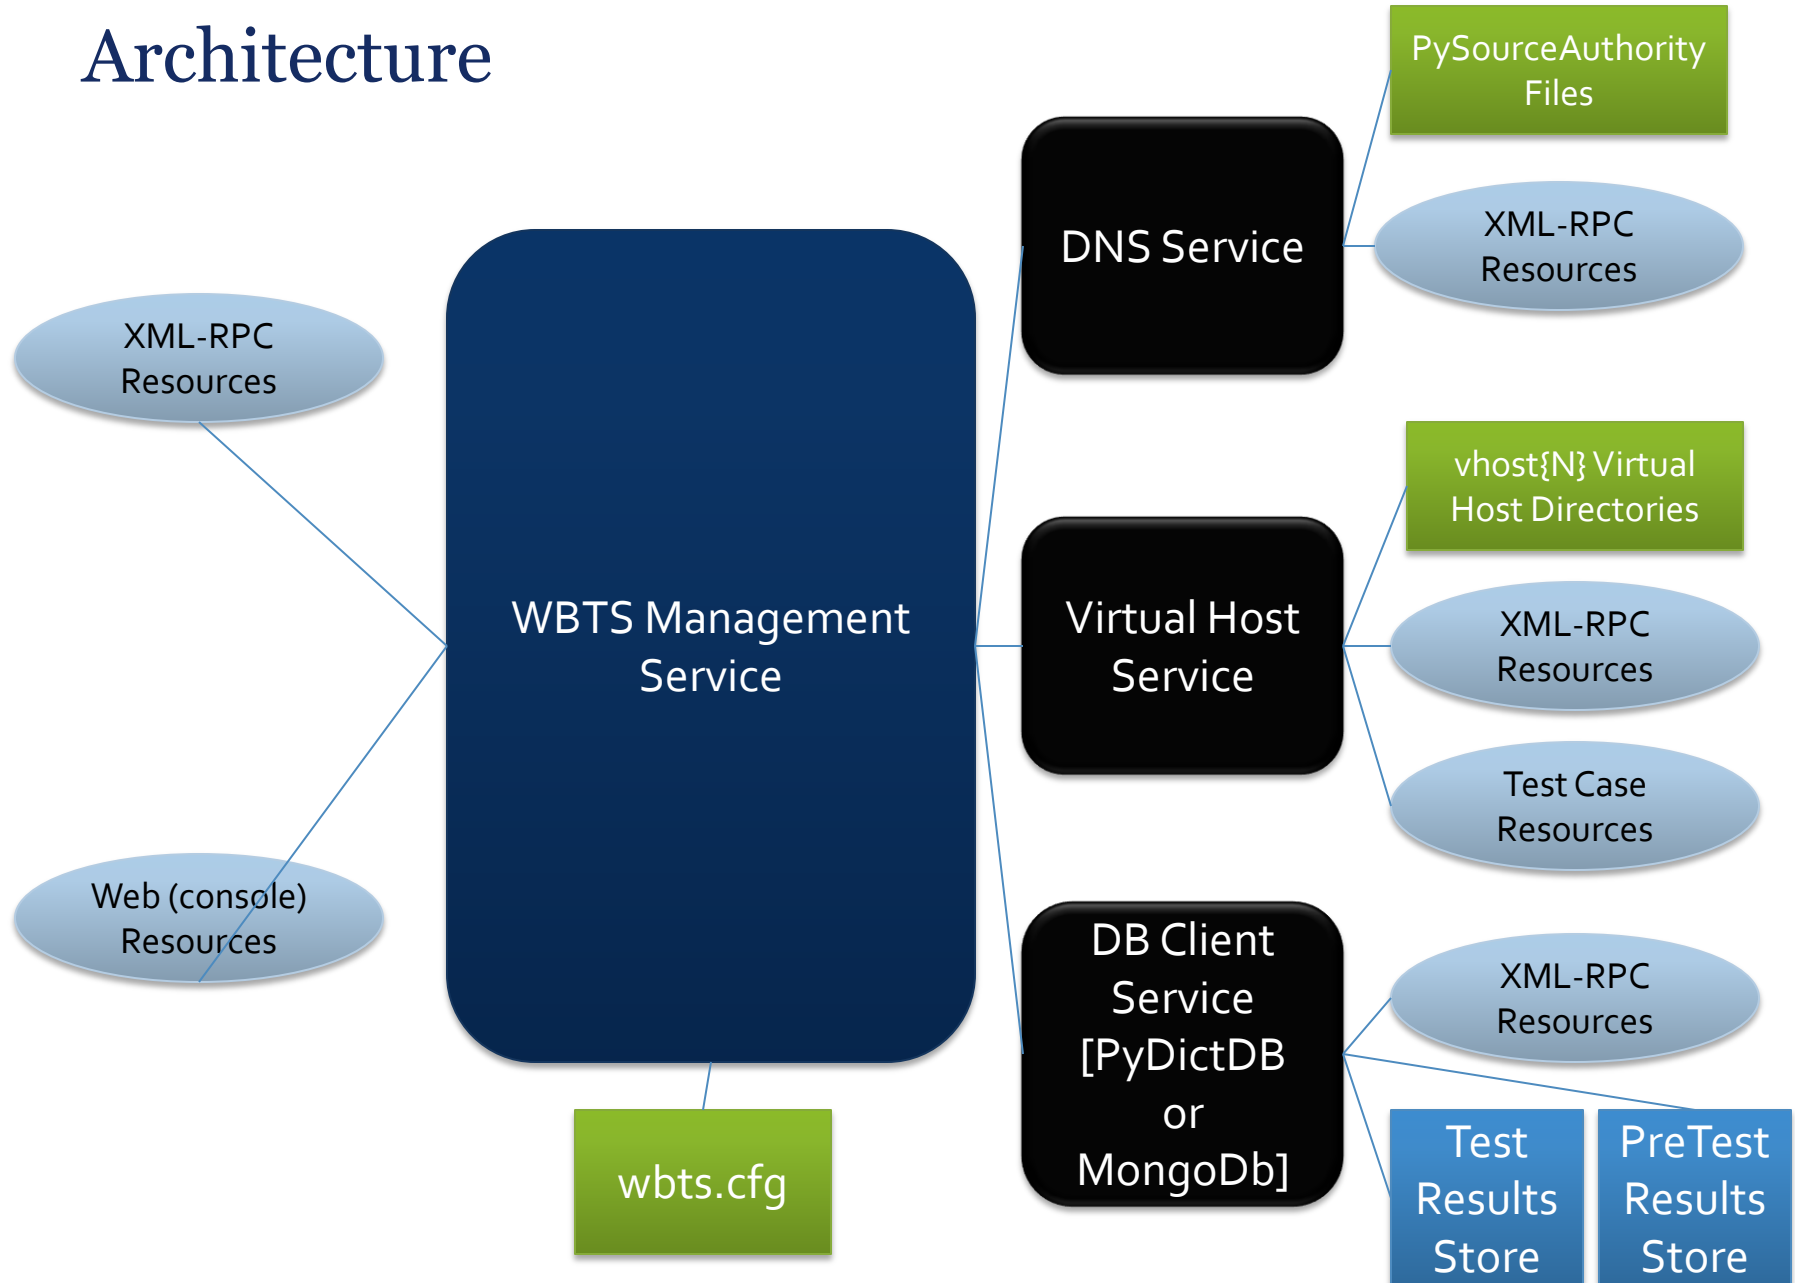 Architecture
PySourceAuthority
Files
DNS Service
XML-RPC
Resources
XML-RPC
Resources
WBTS Management
Service
Virtual Host
Service
vhost{N} Virtual
Host Directories
XML-RPC
Resources
Test Case
Resources
Web (console)
Resources
DB Client
Service
[PyDictDB
or
MongoDb]
XML-RPC
Resources
wbts.cfg
Test
Results
Store
PreTest
Results
Store